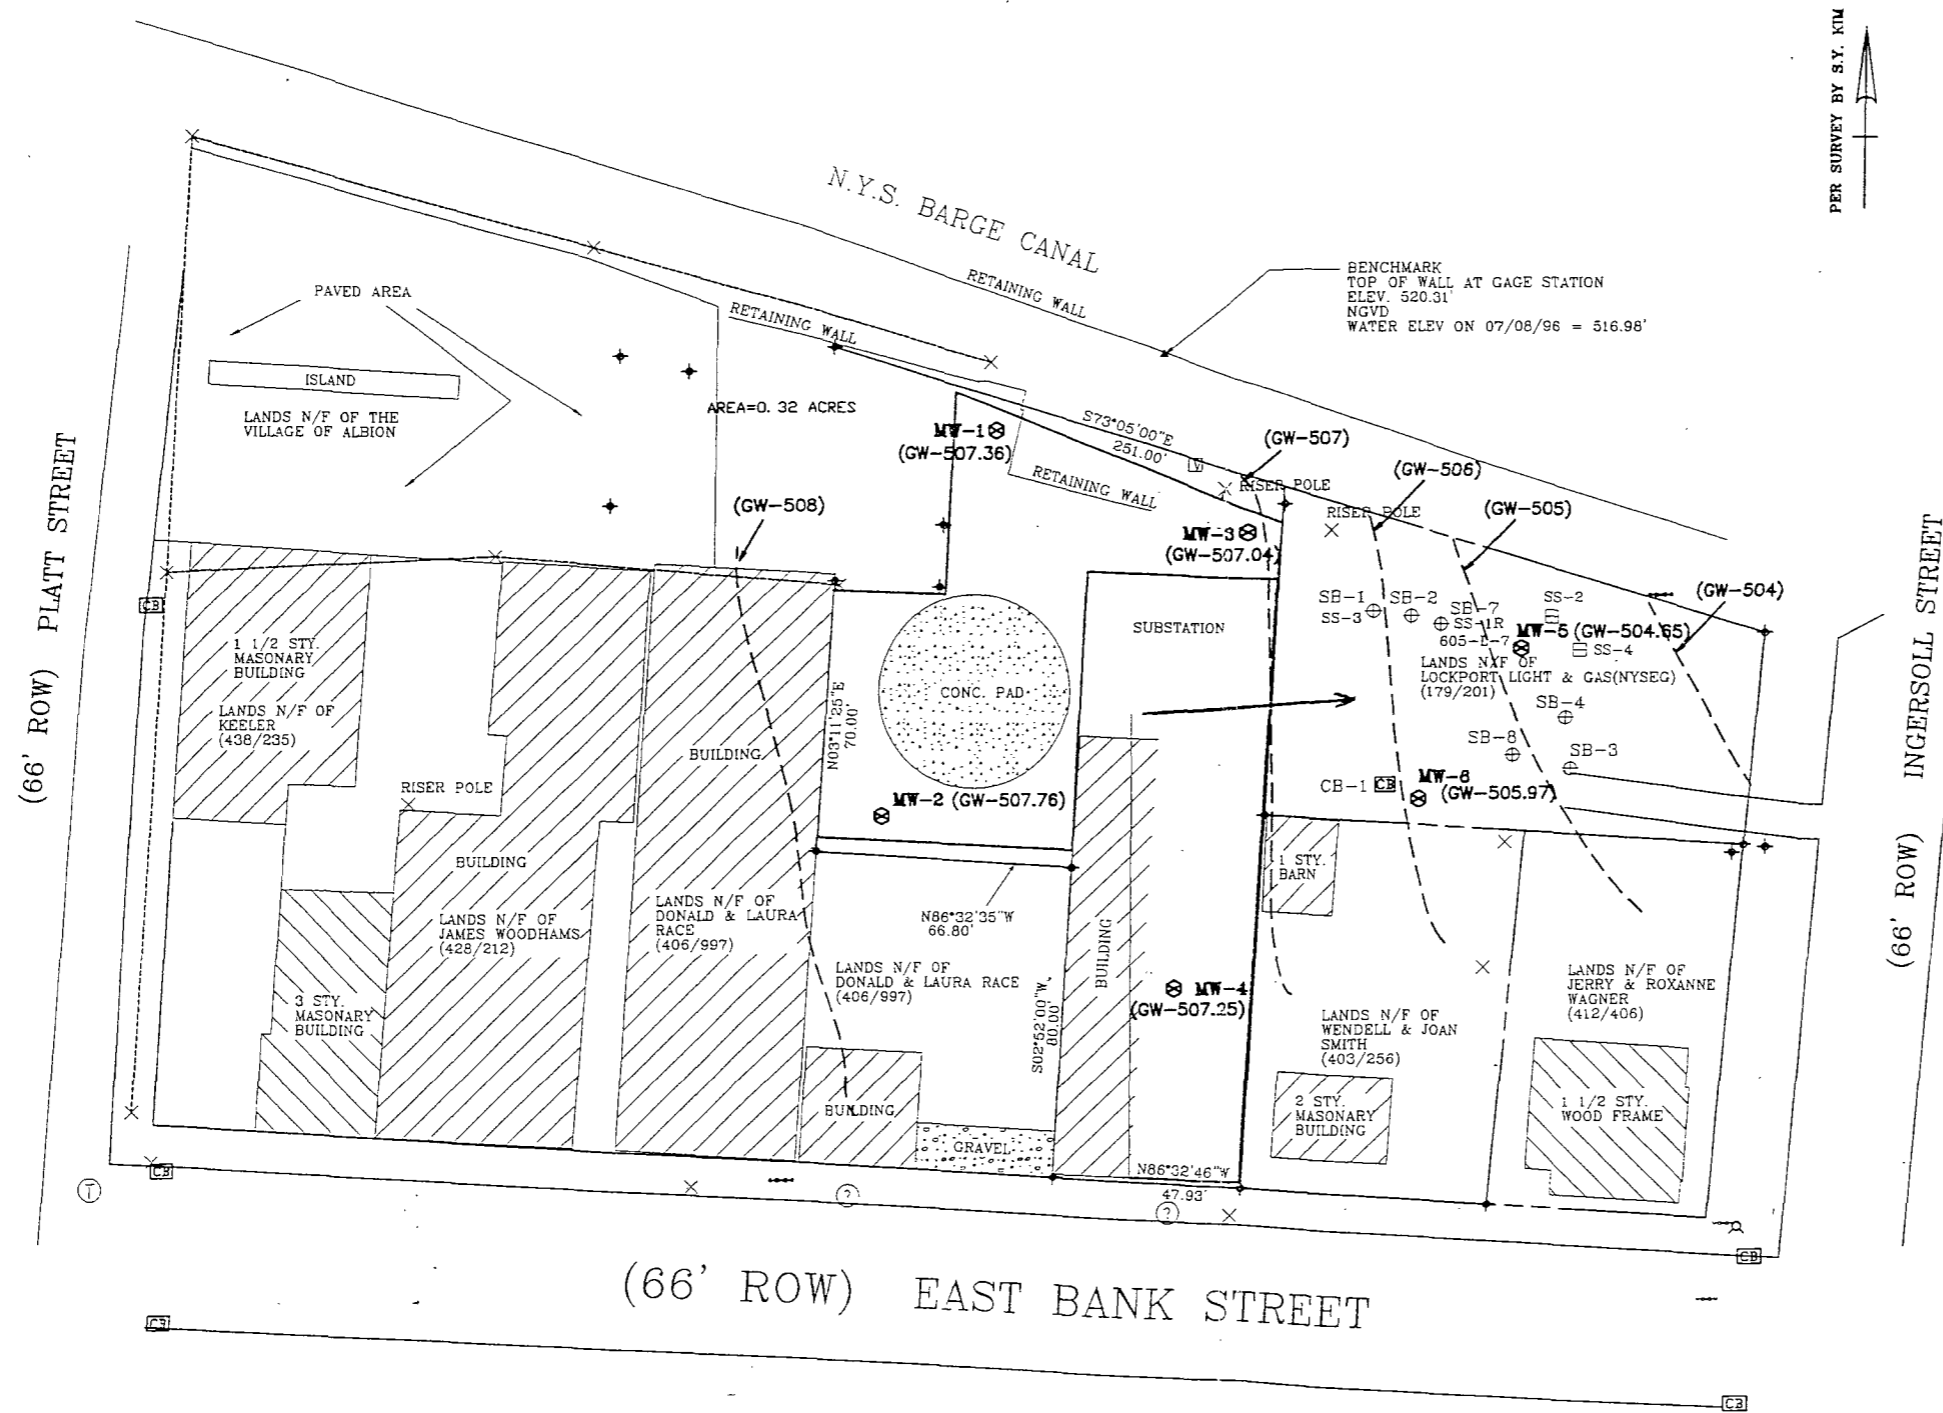 PER SURVEY BY S.Y. KIM
N.Y.S. BARGE CANAL
RETAINING WALL
BENCHMARK
TOP OF WALL AT GAGE STATION
ELEV. 520.31'
NGVD
WATER ELEV ON 07/08/96 = 516.98'
PAVED AREA
RETAINING WALL
ISLAND
LANDS N/F OF THE
VILLAGE OF ALBION
AREA=0.32 ACRES
MW-1
(GW-507.36)
S73°05'00"E
251.00'
RETAINING WALL
(GW-507)
RISER POLE
(GW-506)
RISER POLE
(GW-505)
(GW-508)
MW-3
(GW-507.04)
(GW-504)
(66' ROW) PLATT STREET
(66' ROW) INGERSOLL STREET
CB
SB-1
SS-3
SB-2
SB-7
SS-1R
605-E-7
SS-2
MW-5 (GW-504.65)
SS-4
LANDS N/F OF
LOCKPORT LIGHT & GAS(NYSEG)
(179/201)
SUBSTATION
1 1/2 STY.
MASONARY
BUILDING
LANDS N/F OF
KEELER
(438/235)
CONC. PAD
N03°11'25"E
70.00'
BUILDING
SB-4
SB-8
SB-3
RISER POLE
MW-2 (GW-507.76)
CB-1 CB
MW-6
(GW-505.97)
BUILDING
1 STY.
BARN
LANDS N/F OF
JAMES WOODHAMS
(428/212)
LANDS N/F OF
DONALD & LAURA
RACE
(406/997)
N86°32'35"W
66.80'
LANDS N/F OF
DONALD & LAURA RACE
(406/997)
BUILDING
S02°52'00"W
80.00'
MW-4
(GW-507.25)
3 STY.
MASONARY
BUILDING
LANDS N/F OF
WENDELL & JOAN
SMITH
(403/256)
LANDS N/F OF
JERRY & ROXANNE
WAGNER
(412/406)
BUILDING
GRAVEL
2 STY.
MASONARY
BUILDING
1 1/2 STY.
WOOD FRAME
N86°32'46"W
47.93'
CB
T
?
?
CB
(66' ROW) EAST BANK STREET
CB
CB